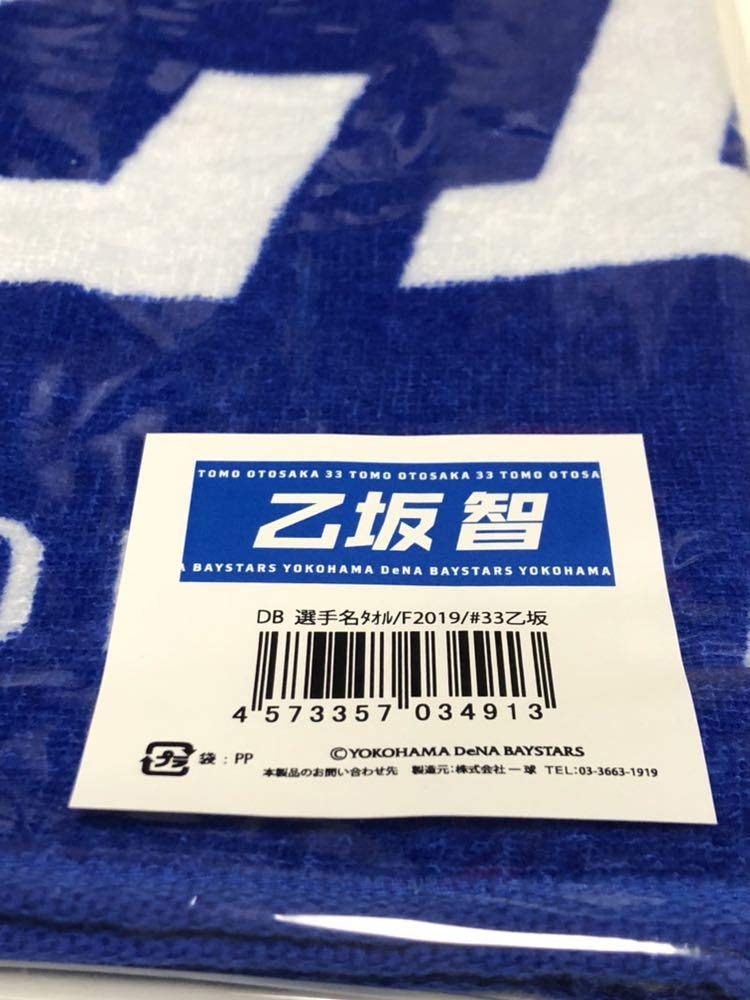 TOMO OTOSAKA 33 TOMO OTOSAKA 33 TOMO OTOSA
乙坂 智
A BAYSTARS YOKOHAMA DeNA BAYSTARS YOKOHAMA
DB 選手名ﾀｵﾙ/F2019/#33乙坂
4 573357 034913
プラ 袋:PP
©YOKOHAMA DeNA BAYSTARS
本製品のお問い合わせ先 製造元:株式会社一球 TEL:03-3663-1919